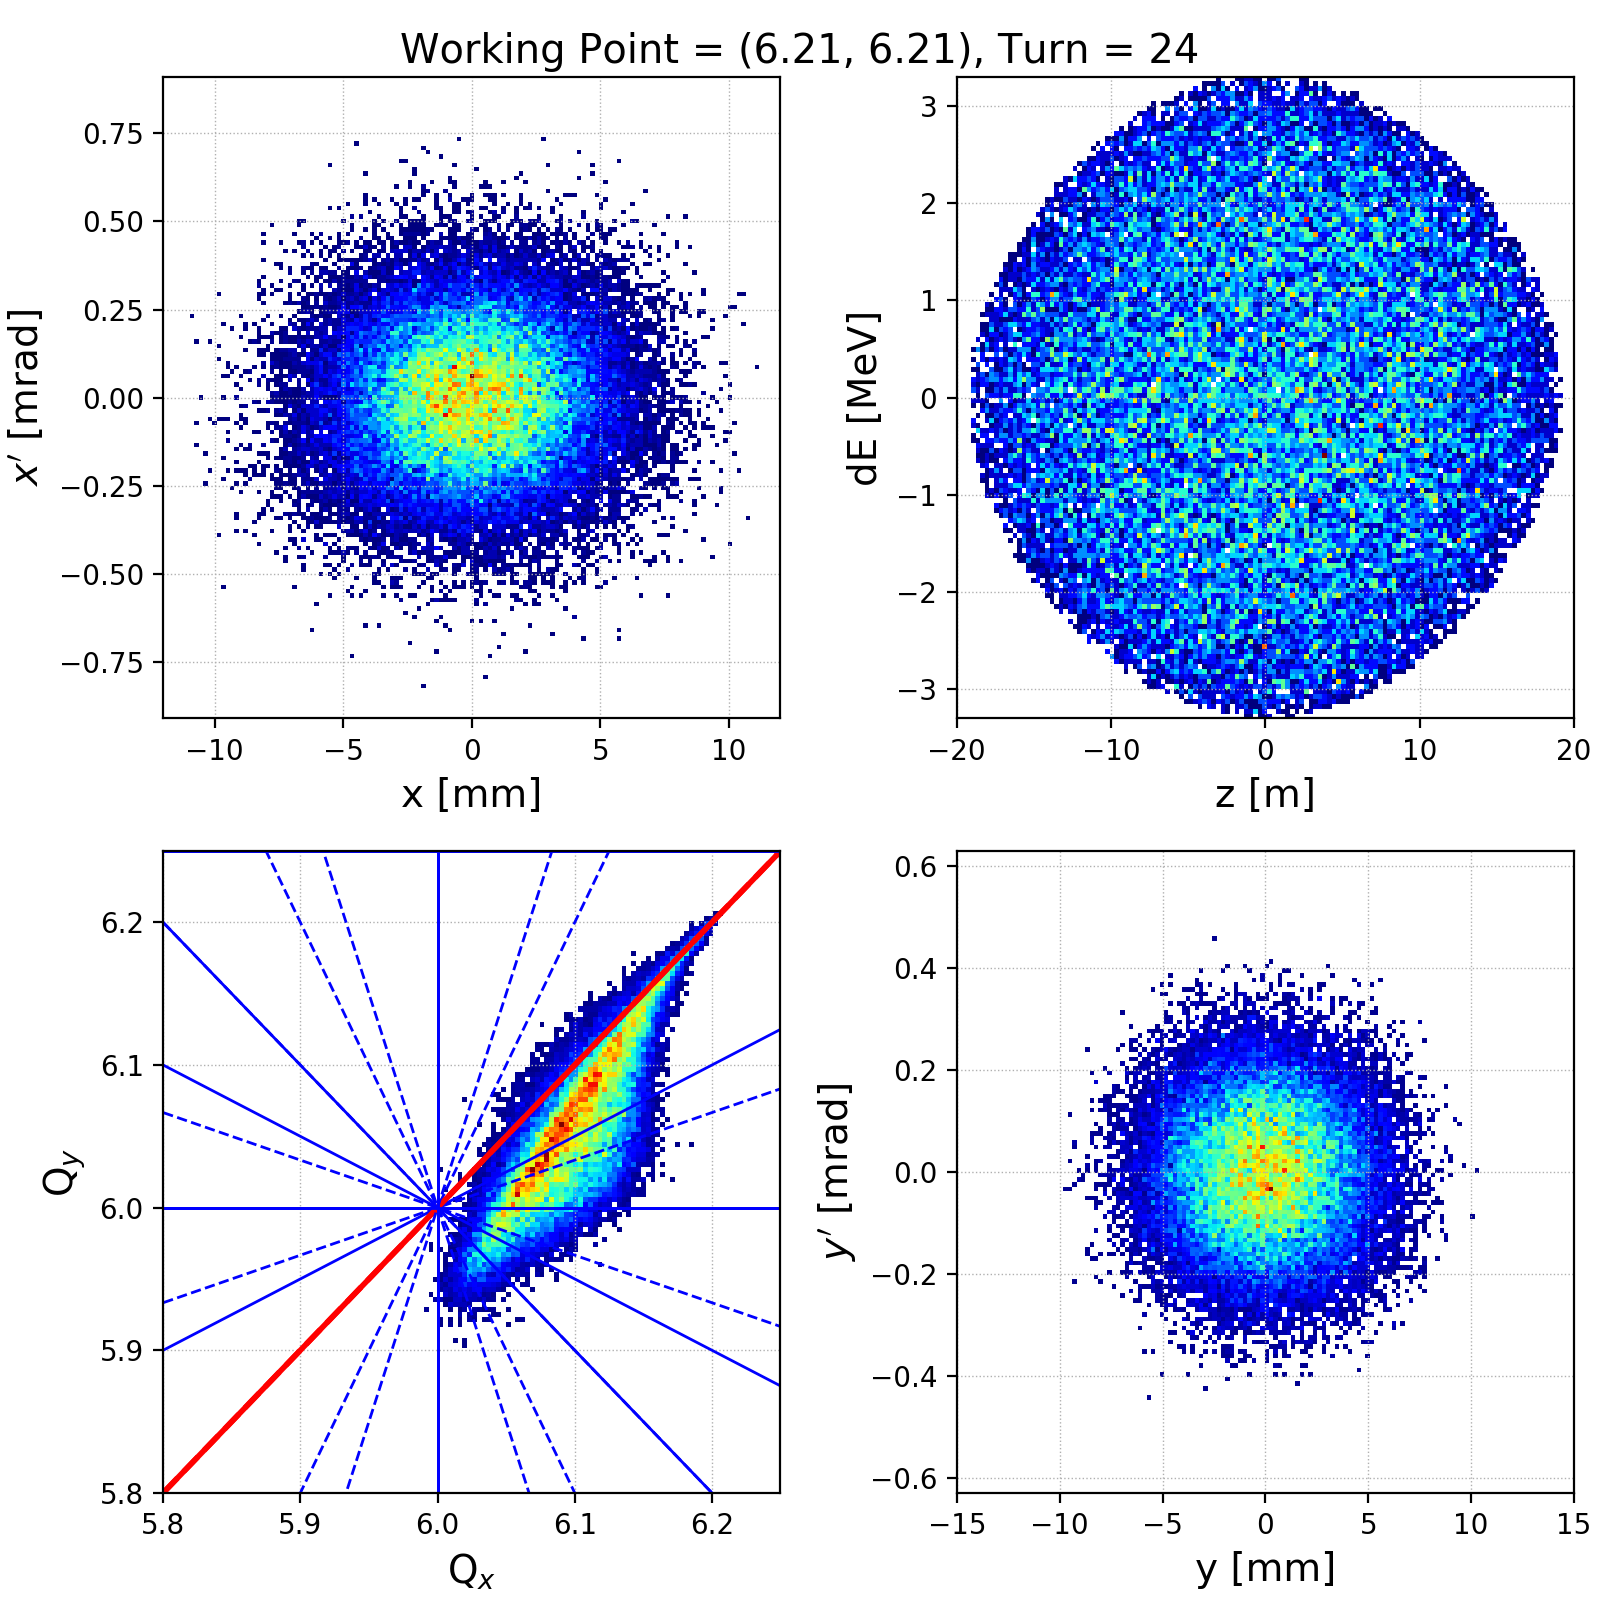 Working Point = (6.21, 6.21), Turn = 24
0.75
0.50
0.25
0.00
−0.25
−0.50
−0.75
x′ [mrad]
−10 −5 0 5 10
x [mm]
3
2
1
0
−1
−2
−3
dE [MeV]
−20 −10 0 10 20
z [m]
6.2
6.1
6.0
5.9
5.8
Qy
5.8 5.9 6.0 6.1 6.2
Qx
0.6
0.4
0.2
0.0
−0.2
−0.4
−0.6
y′ [mrad]
−15 −10 −5 0 5 10 15
y [mm]